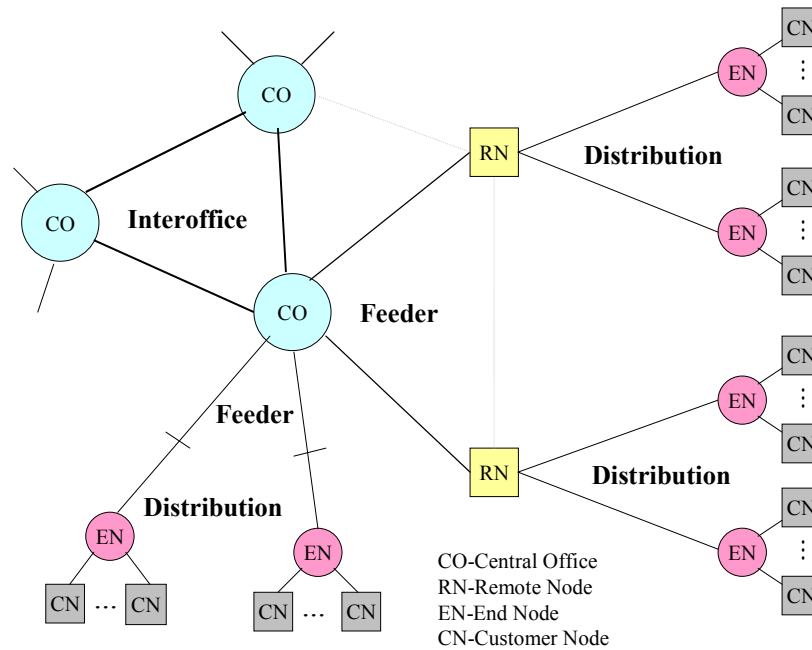 CN
CO
EN
⋮
CN
RN
Distribution
CN
CO
Interoffice
EN
⋮
CN
CO
Feeder
CN
Feeder
EN
⋮
CN
RN
Distribution
CN
Distribution
EN
EN
EN
⋮
CO-Central Office
RN-Remote Node
CN
CN ... CN
CN ... CN
EN-End Node
CN-Customer Node